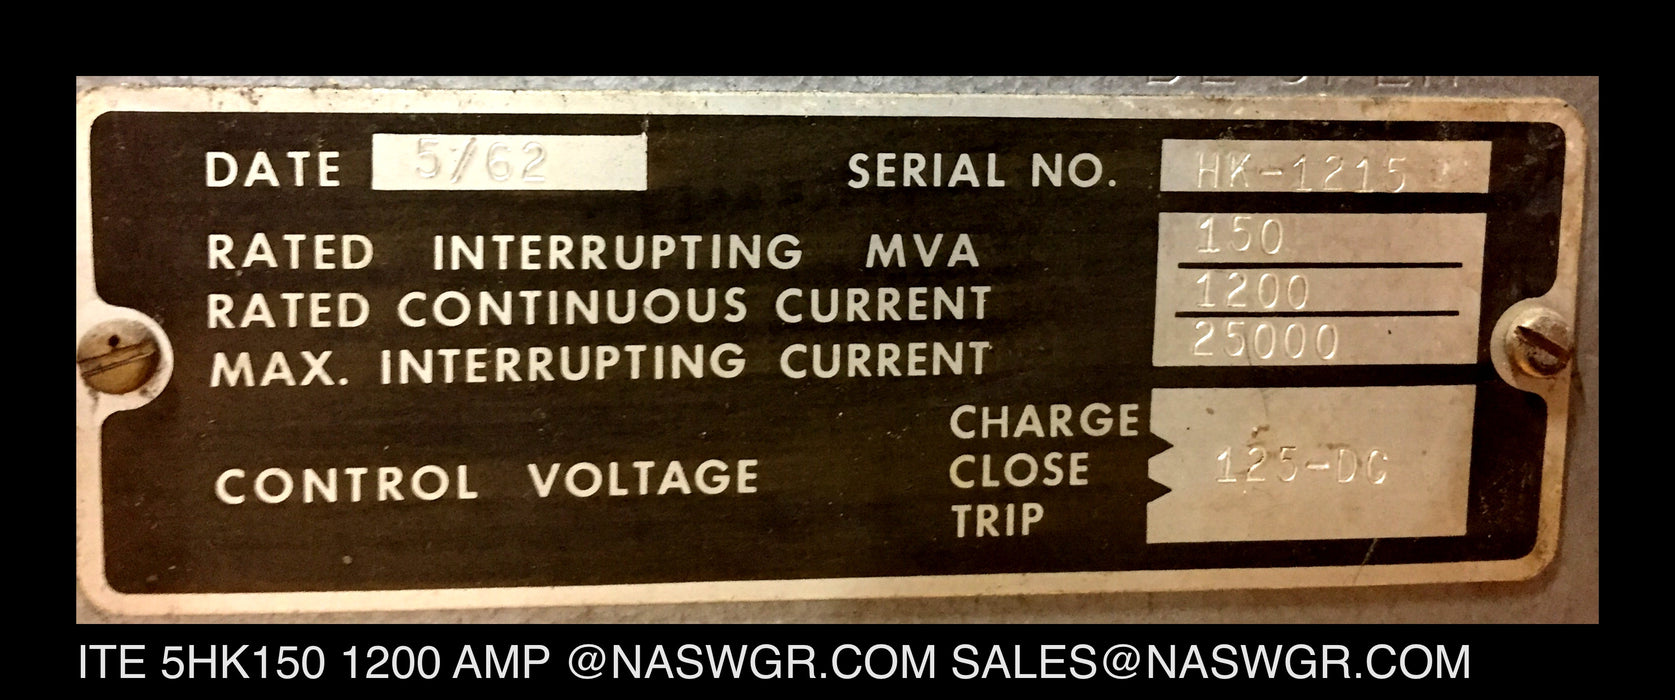 DATE 5/62 SERIAL NO. HK-1215
RATED INTERRUPTING MVA 150
RATED CONTINUOUS CURRENT 1200
MAX. INTERRUPTING CURRENT 25000
CHARGE
CONTROL VOLTAGE CLOSE 125-DC
TRIP
ITE 5HK150 1200 AMP @NASWGR.COM SALES@NASWGR.COM